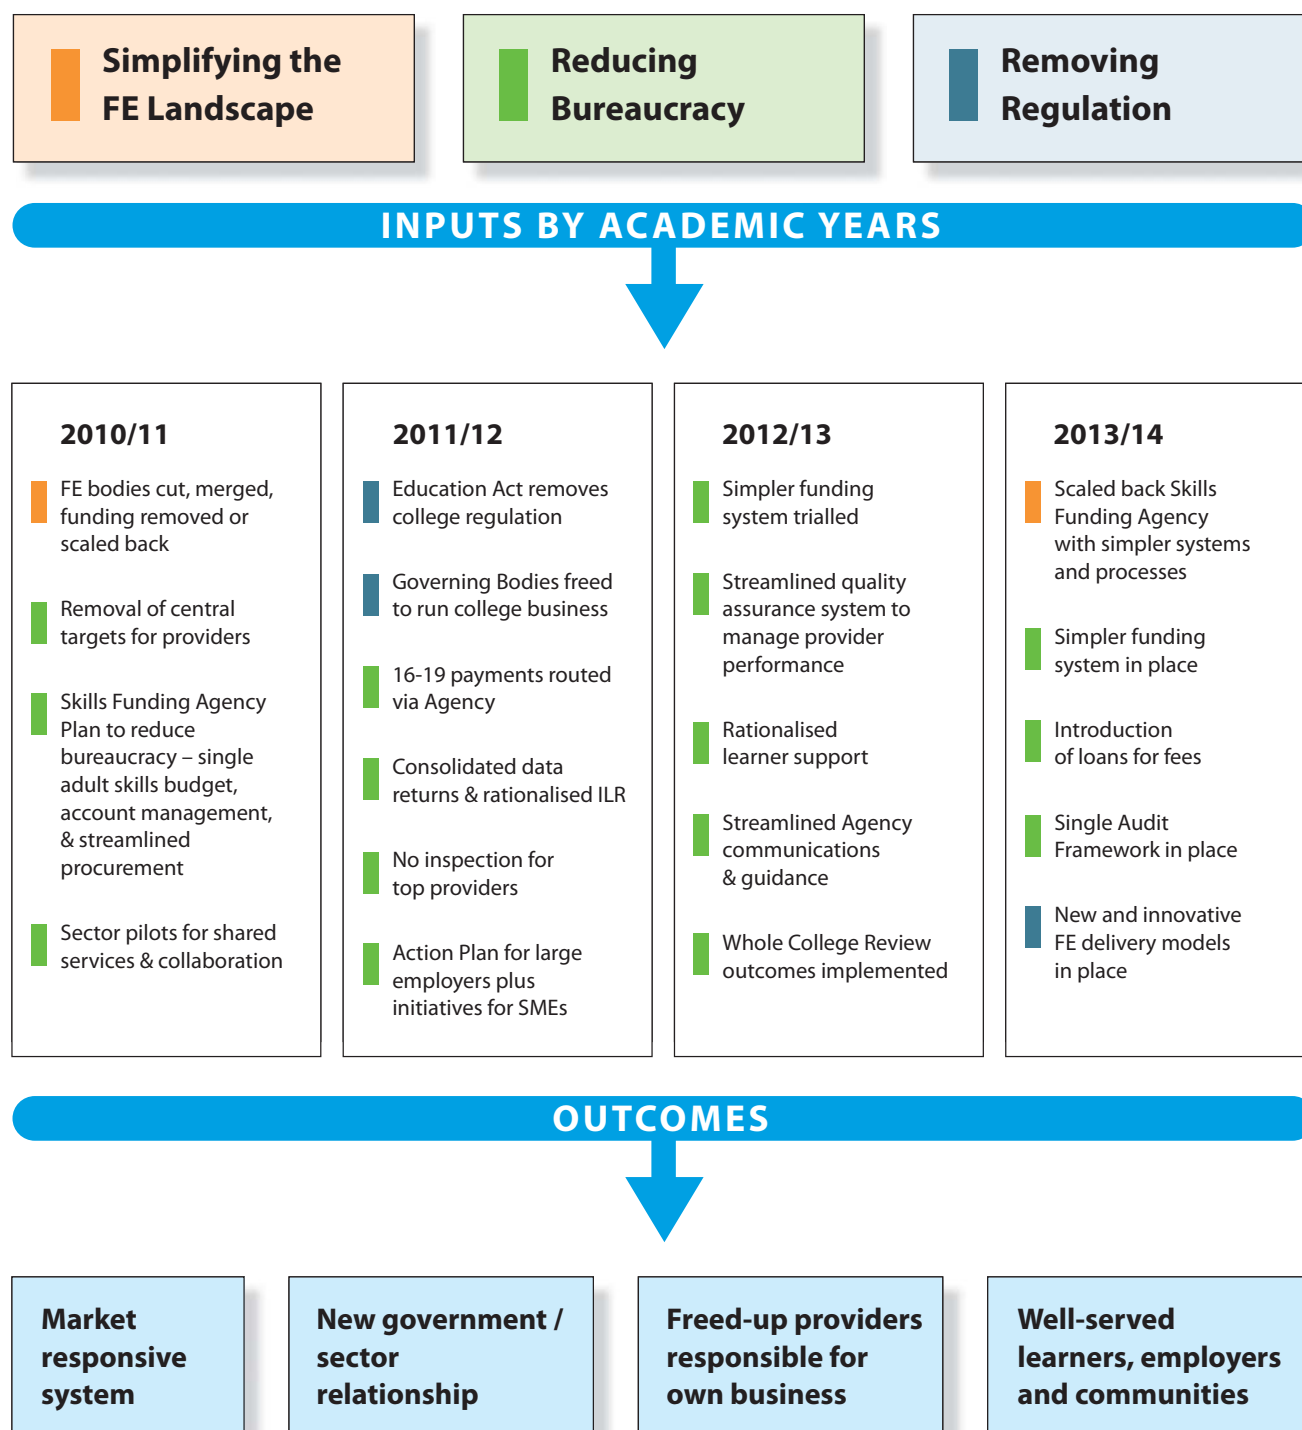 Simplifying the
FE Landscape
Reducing
Bureaucracy
Removing
Regulation
INPUTS BY ACADEMIC YEARS
2010/11
FE bodies cut, merged,
funding removed or
scaled back
Removal of central
targets for providers
Skills Funding Agency
Plan to reduce
bureaucracy – single
adult skills budget,
account management,
& streamlined
procurement
Sector pilots for shared
services & collaboration
2011/12
Education Act removes
college regulation
Governing Bodies freed
to run college business
16-19 payments routed
via Agency
Consolidated data
returns & rationalised ILR
No inspection for
top providers
Action Plan for large
employers plus
initiatives for SMEs
2012/13
Simpler funding
system trialled
Streamlined quality
assurance system to
manage provider
performance
Rationalised
learner support
Streamlined Agency
communications
& guidance
Whole College Review
outcomes implemented
2013/14
Scaled back Skills
Funding Agency
with simpler systems
and processes
Simpler funding
system in place
Introduction
of loans for fees
Single Audit
Framework in place
New and innovative
FE delivery models
in place
OUTCOMES
Market
responsive
system
New government /
sector
relationship
Freed-up providers
responsible for
own business
Well-served
learners, employers
and communities